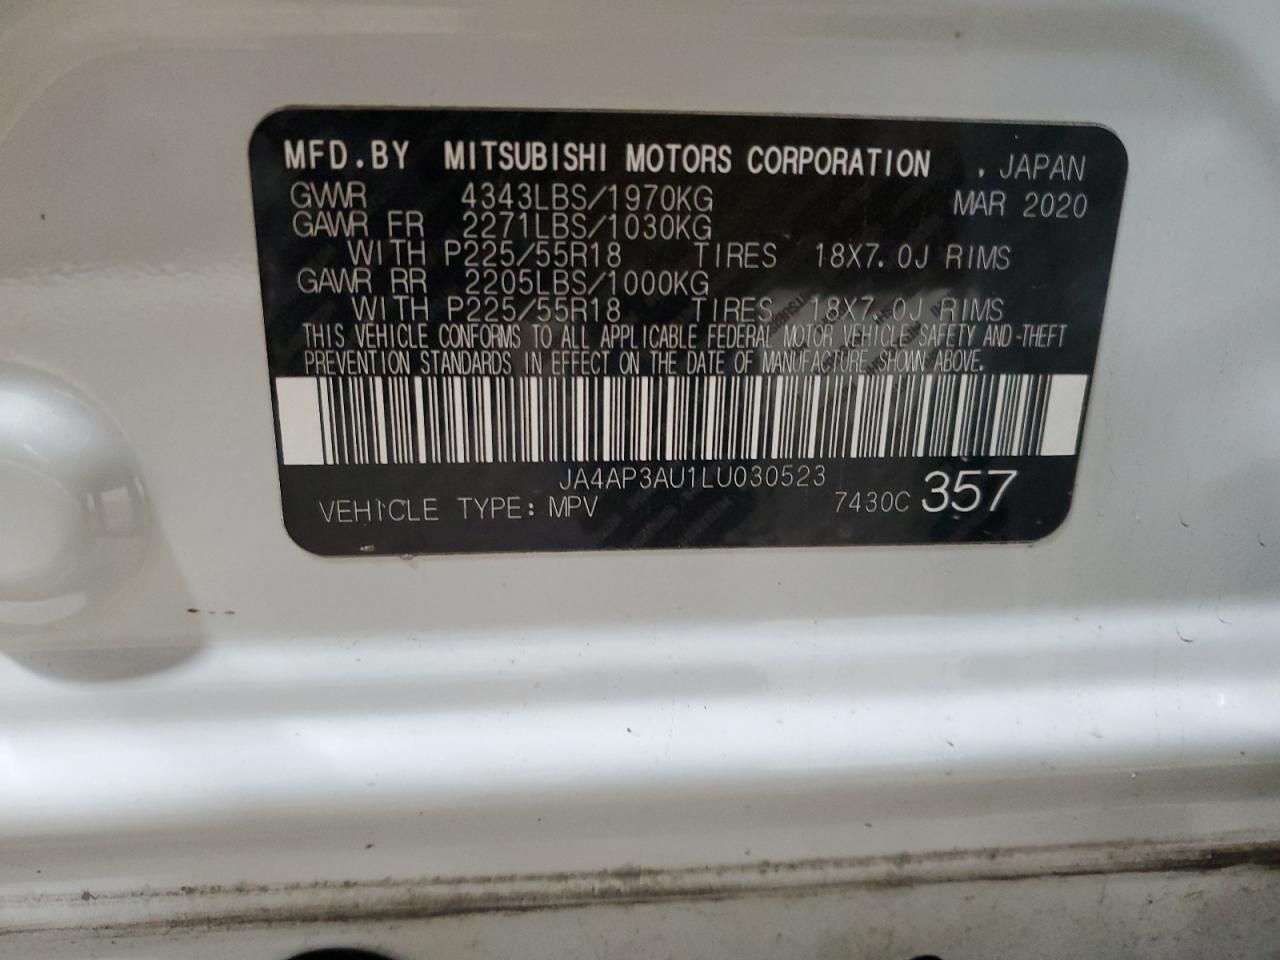 MFD.BY MITSUBISHI MOTORS CORPORATION . JAPAN
GVWR 4343LBS/1970KG MAR 2020
GAWR FR 2271LBS/1030KG
WITH P225/55R18 TIRES 18X7.0J RIMS
GAWR RR 2205LBS/1000KG
WITH P225/55R18 TIRES 18X7.0J RIMS
THIS VEHICLE CONFORMS TO ALL APPLICABLE FEDERAL MOTOR VEHICLE SAFETY AND -THEFT
PREVENTION STANDARDS IN EFFECT ON THE DATE OF MANUFACTURE SHOWN ABOVE.
JA4AP3AU1LU030523
VEHICLE TYPE: MPV 7430C 357